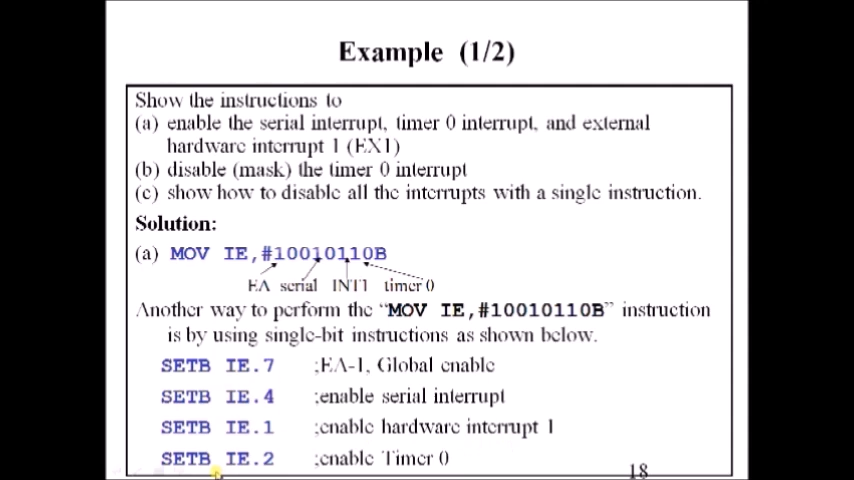 Example (1/2)
Show the instructions to
(a) enable the serial interrupt, timer 0 interrupt, and external
hardware interrupt 1 (EX1)
(b) disable (mask) the timer 0 interrupt
(c) show how to disable all the interrupts with a single instruction.
Solution:
(a) MOV IE,#10010110B
EA serial INT1 timer 0
Another way to perform the “MOV IE,#10010110B” instruction
is by using single-bit instructions as shown below.
SETB IE.7 ;EA-1, Global enable
SETB IE.4 ;enable serial interrupt
SETB IE.1 ;enable hardware interrupt 1
SETB IE.2 ;enable Timer 0
18